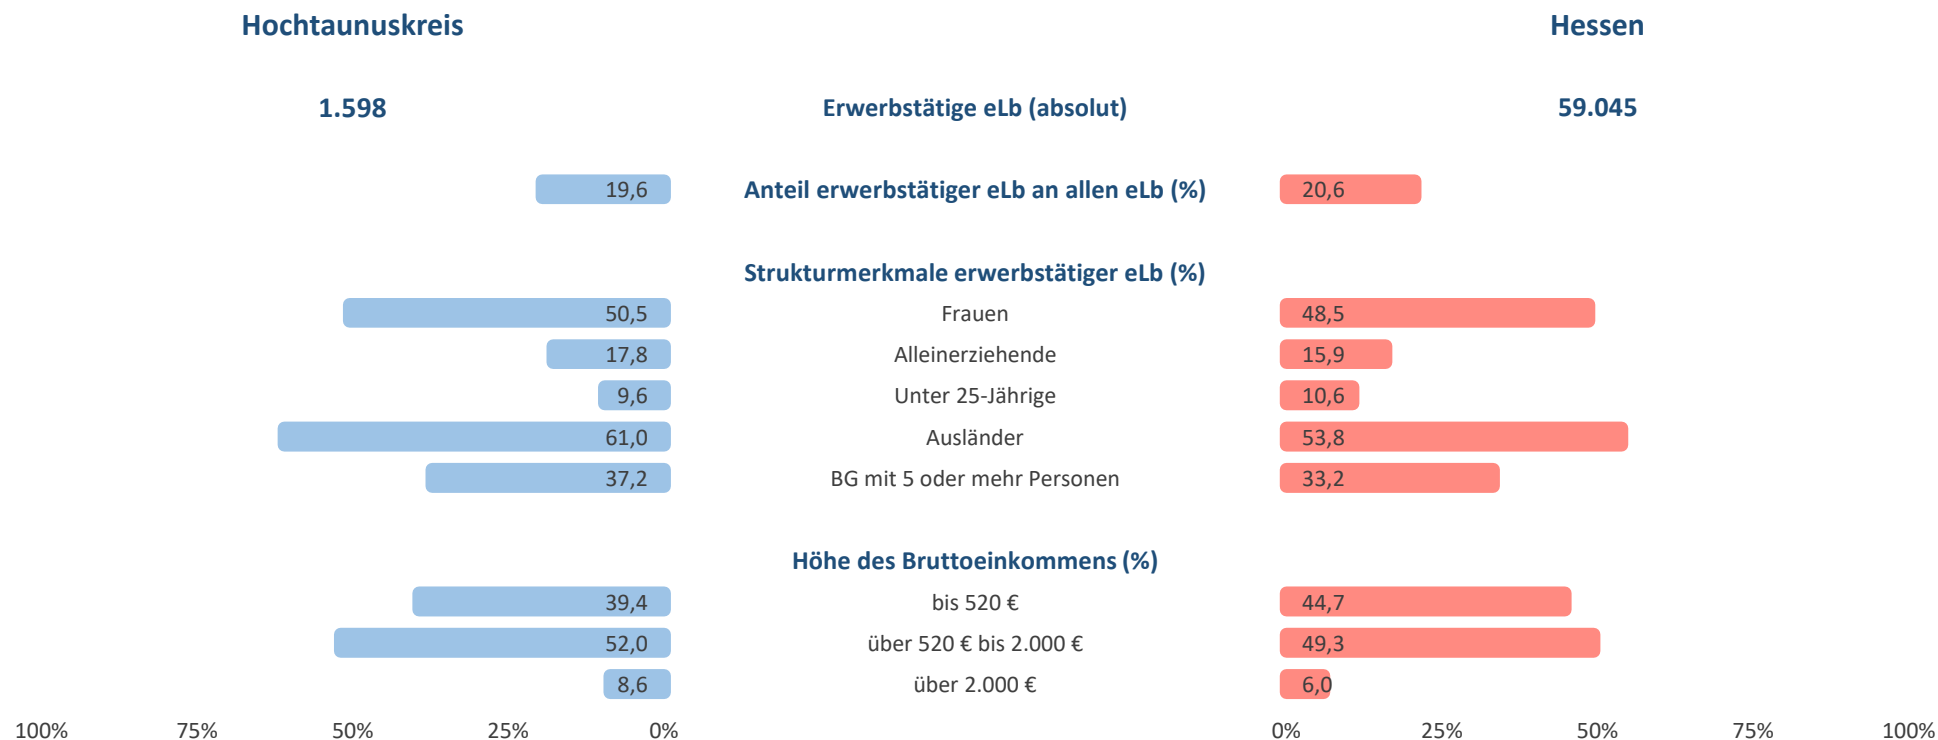 Hochtaunuskreis Hessen
1.598 Erwerbstätige eLb (absolut) 59.045
19,6 Anteil erwerbstätiger eLb an allen eLb (%) 20,6
Strukturmerkmale erwerbstätiger eLb (%)
50,5 Frauen 48,5
17,8 Alleinerziehende 15,9
9,6 Unter 25-Jährige 10,6
61,0 Ausländer 53,8
37,2 BG mit 5 oder mehr Personen 33,2
Höhe des Bruttoeinkommens (%)
39,4 bis 520 € 44,7
52,0 über 520 € bis 2.000 € 49,3
8,6 über 2.000 € 6,0
100% 75% 50% 25% 0% 0% 25% 50% 75% 100%